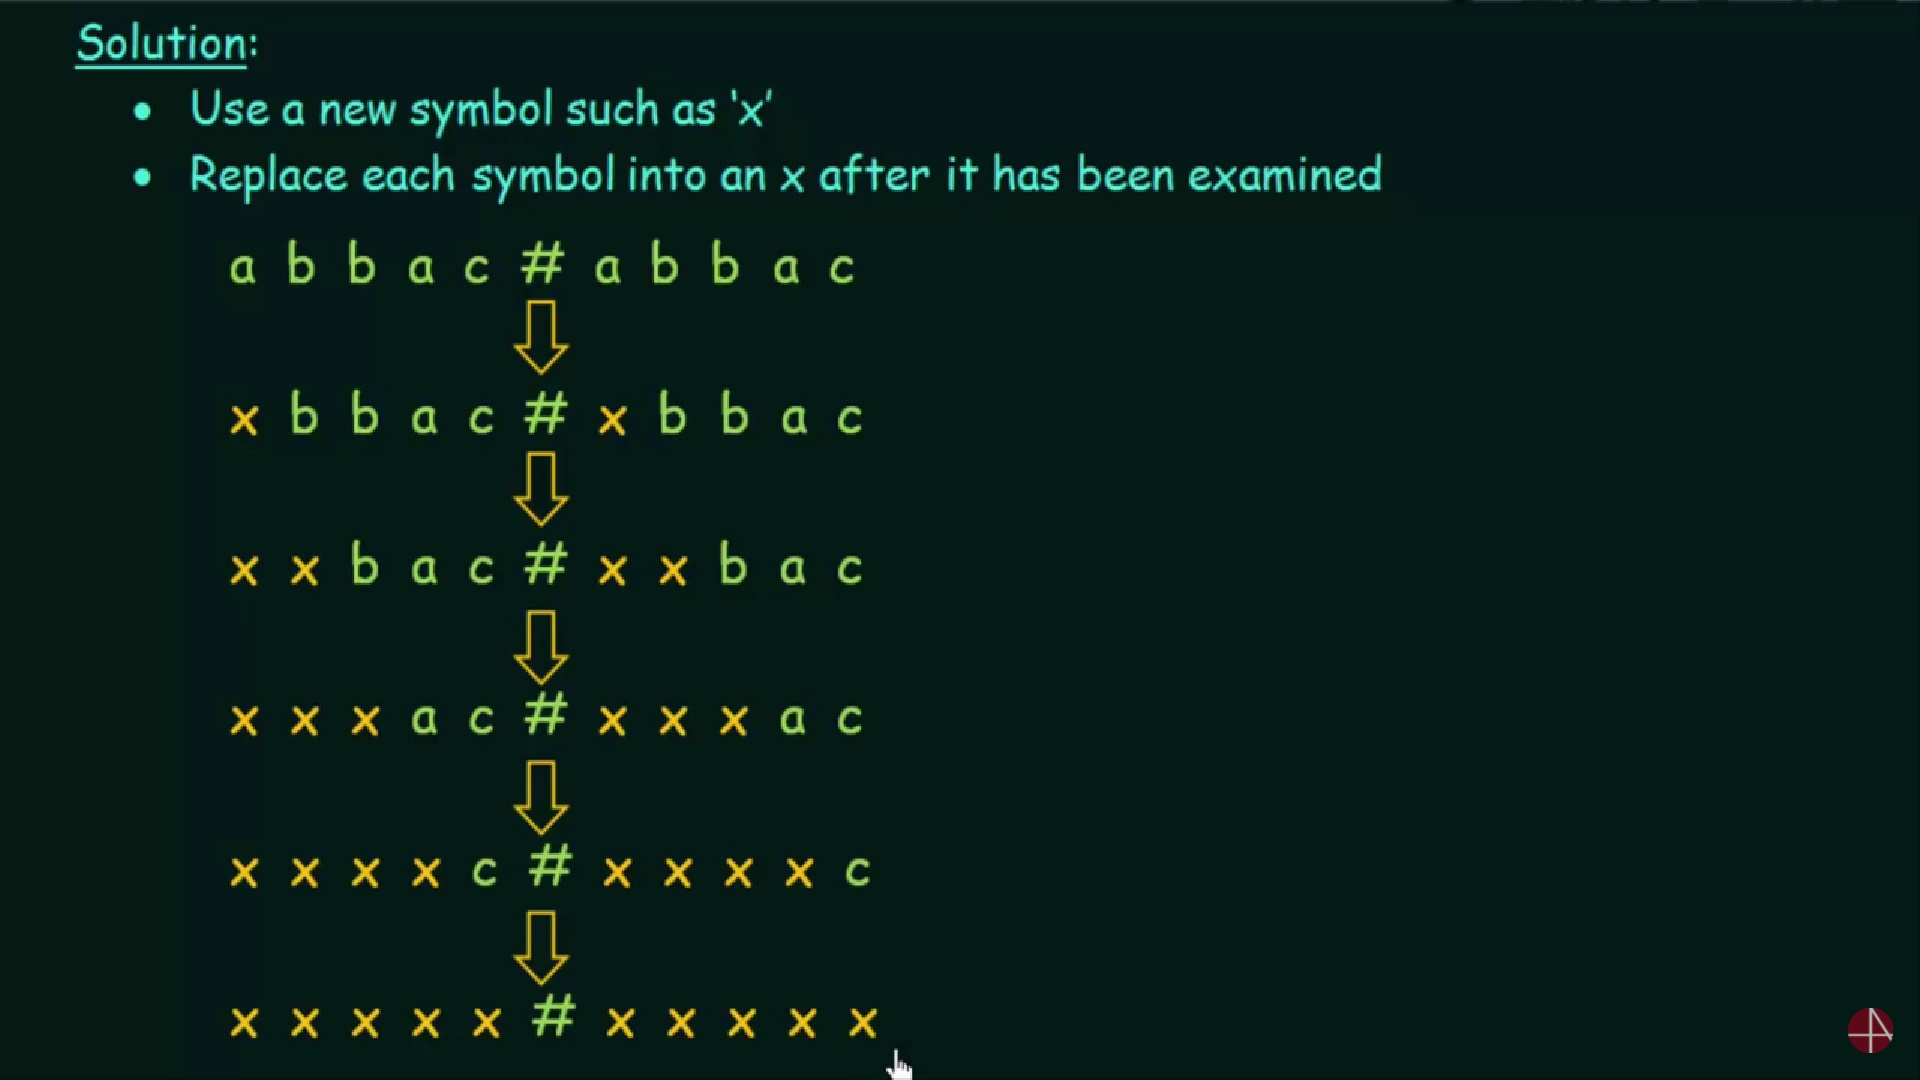 Solution:
• Use a new symbol such as ‘x’
• Replace each symbol into an x after it has been examined
a b b a c # a b b a c
x b b a c # x b b a c
x x b a c # x x b a c
x x x a c # x x x a c
x x x x c # x x x x c
x x x x x # x x x x x